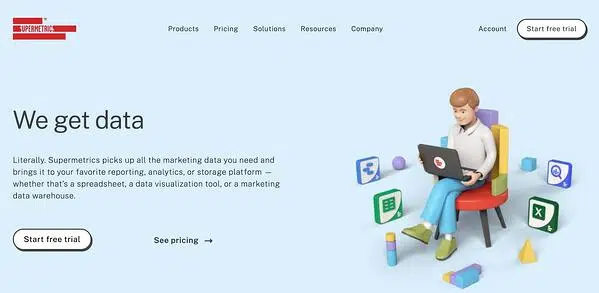 SUPERMETRICS
Products Pricing Solutions Resources Company Account Start free trial
We get data
Literally. Supermetrics picks up all the marketing data you need and
brings it to your favorite reporting, analytics, or storage platform —
whether that's a spreadsheet, a data visualization tool, or a marketing
data warehouse.
Start free trial See pricing →
X